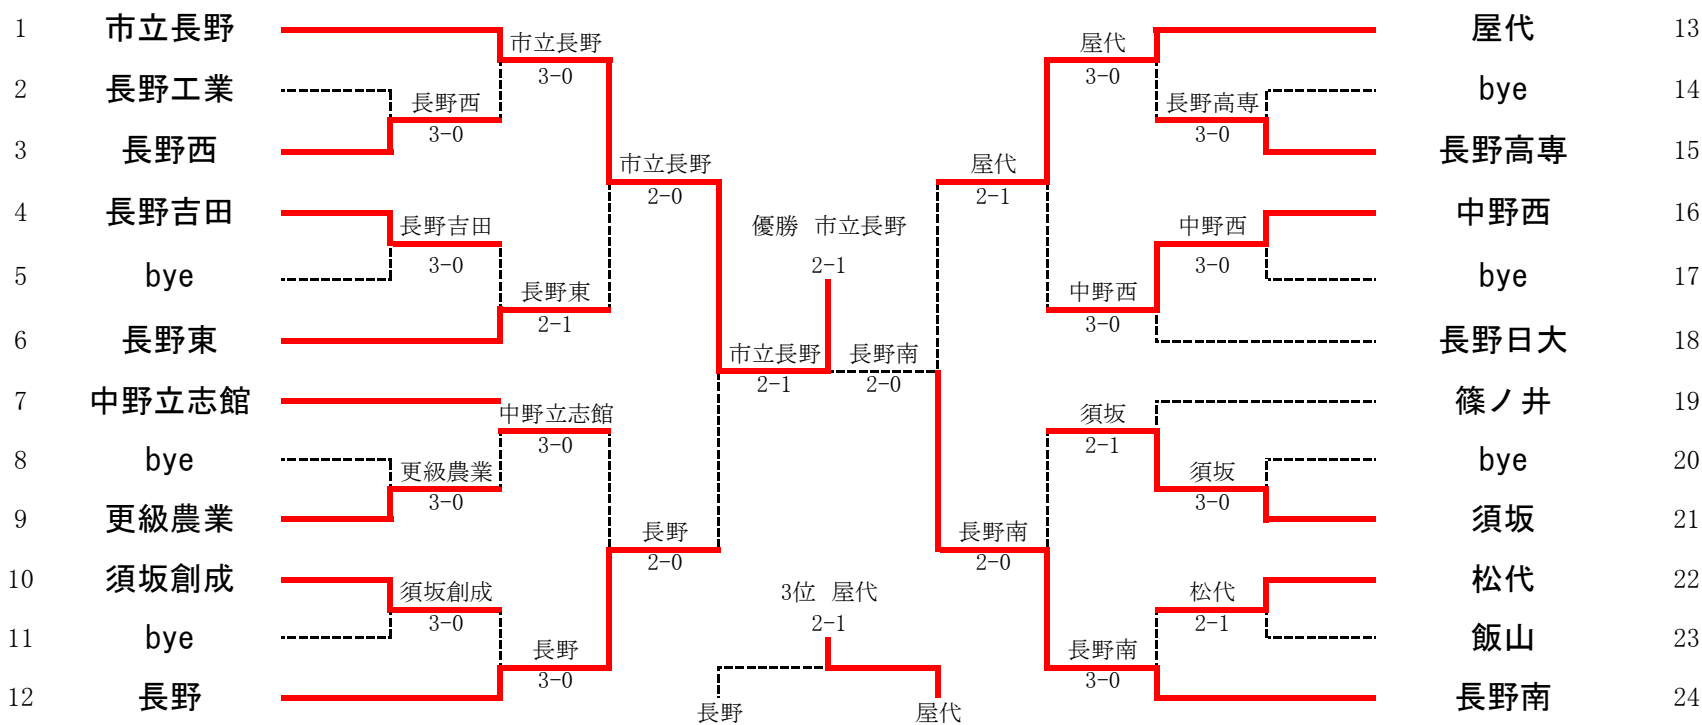 1 市立長野
2 長野工業
3 長野西
4 長野吉田
5 bye
6 長野東
7 中野立志館
8 bye
9 更級農業
10 須坂創成
11 bye
12 長野
長野西
3-0
長野吉田
3-0
更級農業
3-0
須坂創成
3-0
市立長野
3-0
長野東
2-1
中野立志館
3-0
長野
3-0
市立長野
2-0
長野
2-0
市立長野
2-1
優勝 市立長野
2-1
長野南
2-0
3位 屋代
2-1
長野
屋代
屋代
2-1
長野南
2-0
屋代
3-0
中野西
3-0
須坂
2-1
長野南
3-0
長野高専
3-0
中野西
3-0
須坂
3-0
松代
2-1
屋代 13
bye 14
長野高専 15
中野西 16
bye 17
長野日大 18
篠ノ井 19
bye 20
須坂 21
松代 22
飯山 23
長野南 24